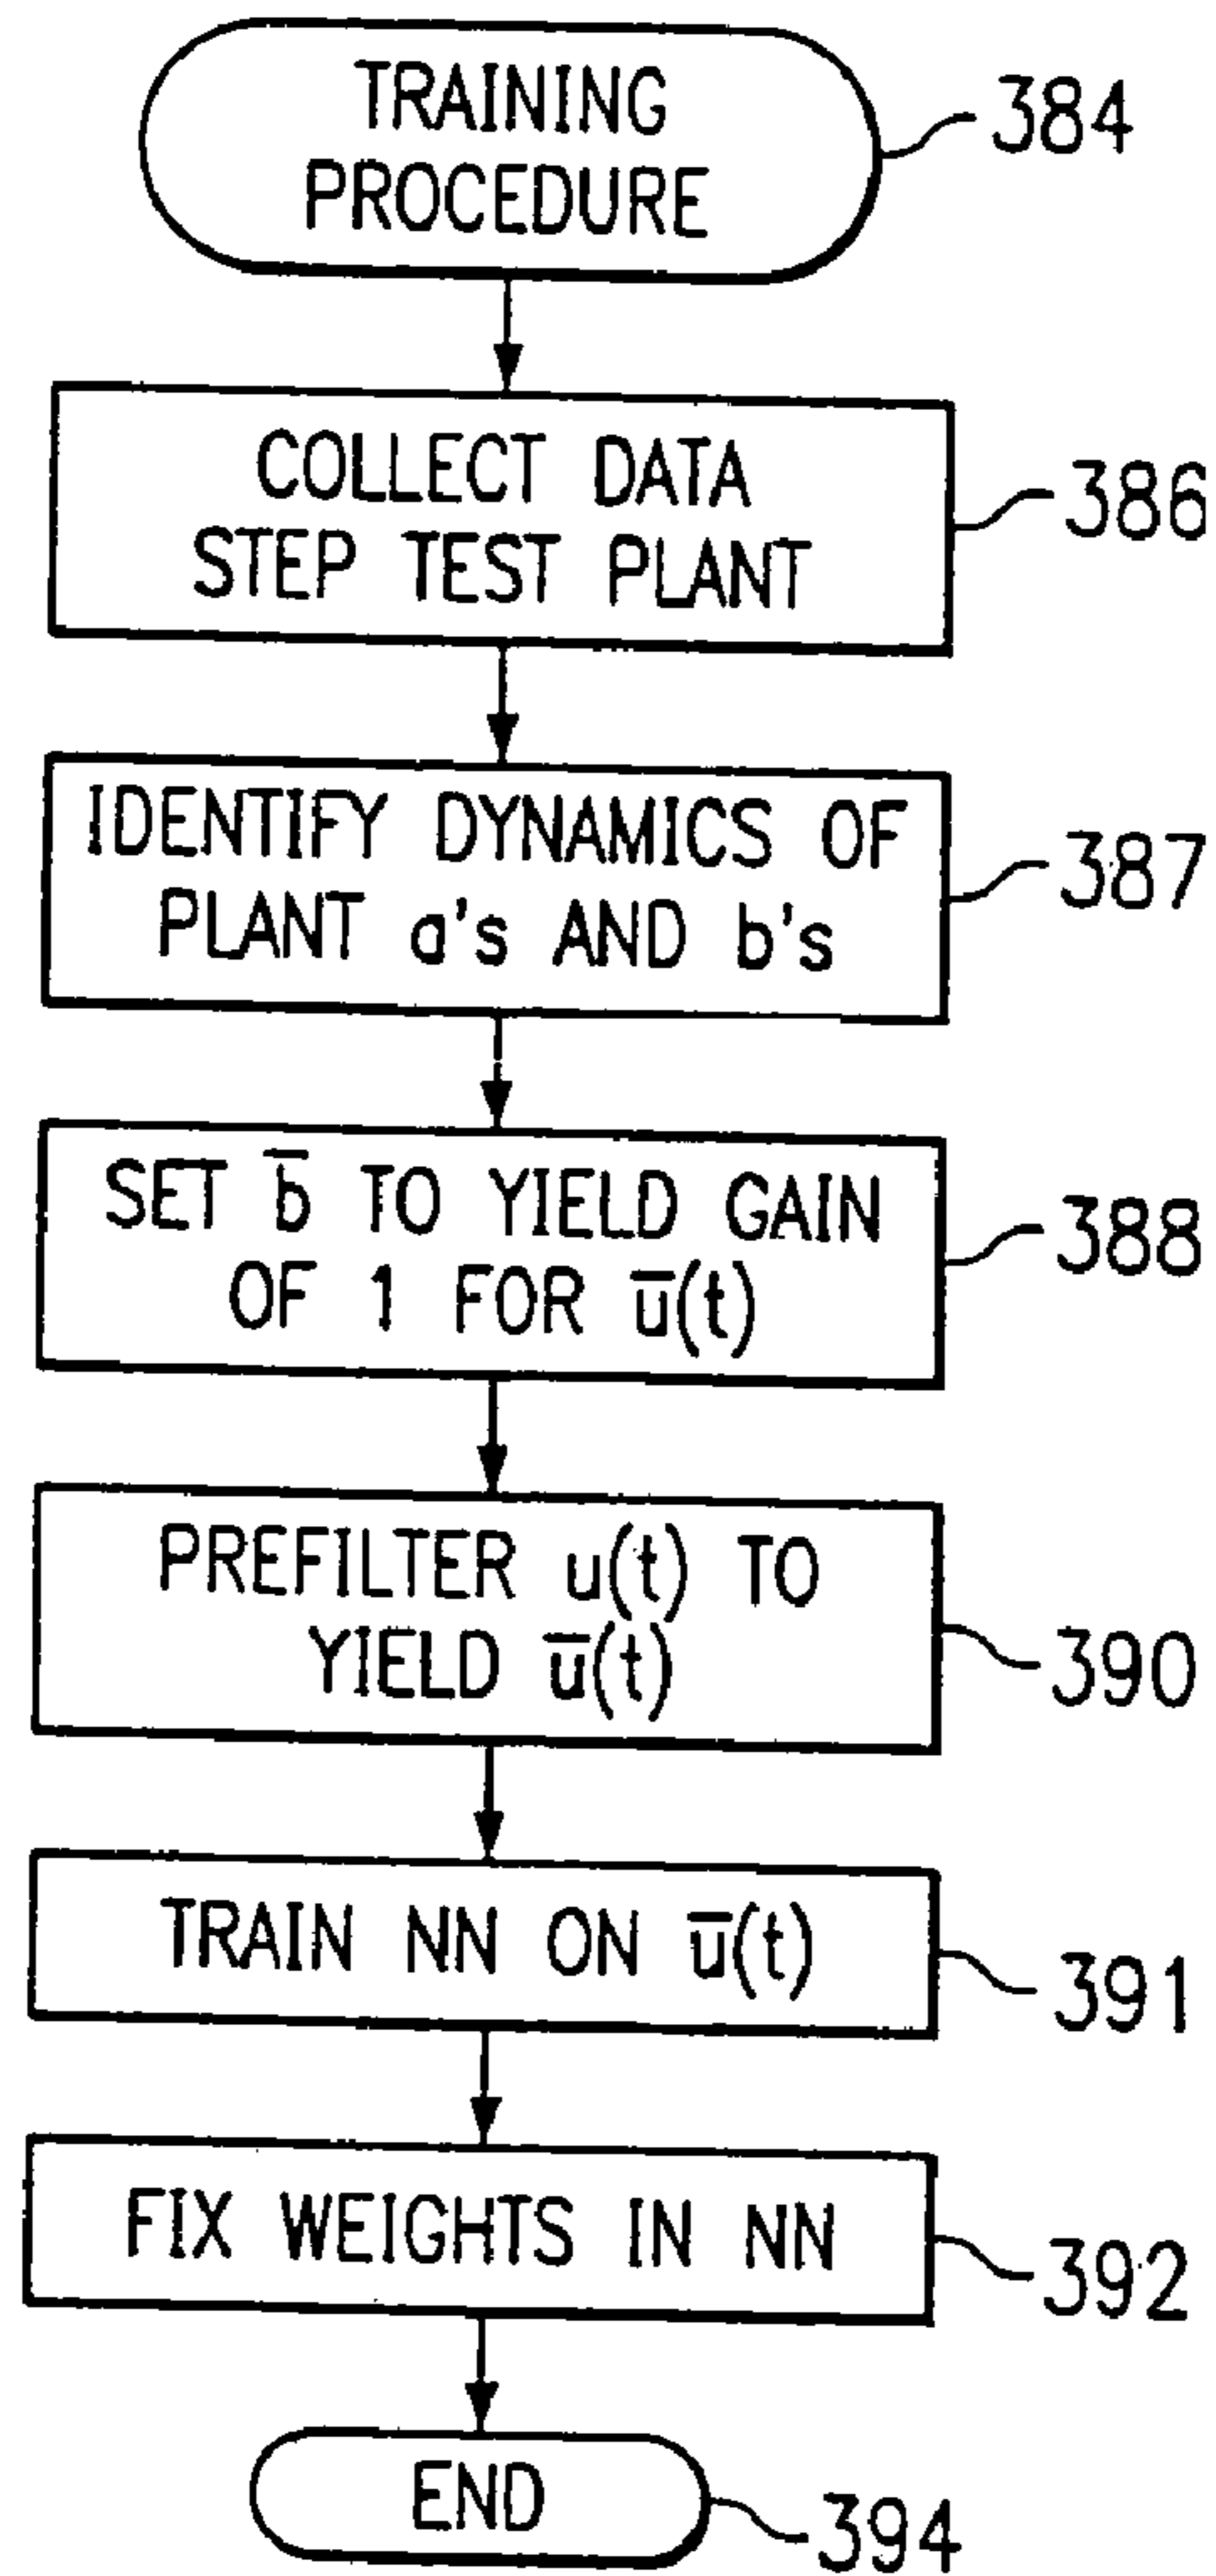 TRAINING
PROCEDURE
384
COLLECT DATA
STEP TEST PLANT
386
IDENTIFY DYNAMICS OF
PLANT a's AND b's
387
SET b̅ TO YIELD GAIN
OF 1 FOR u̅(t)
388
PREFILTER u(t) TO
YIELD u̅(t)
390
TRAIN NN ON u̅(t)
391
FIX WEIGHTS IN NN
392
END
394